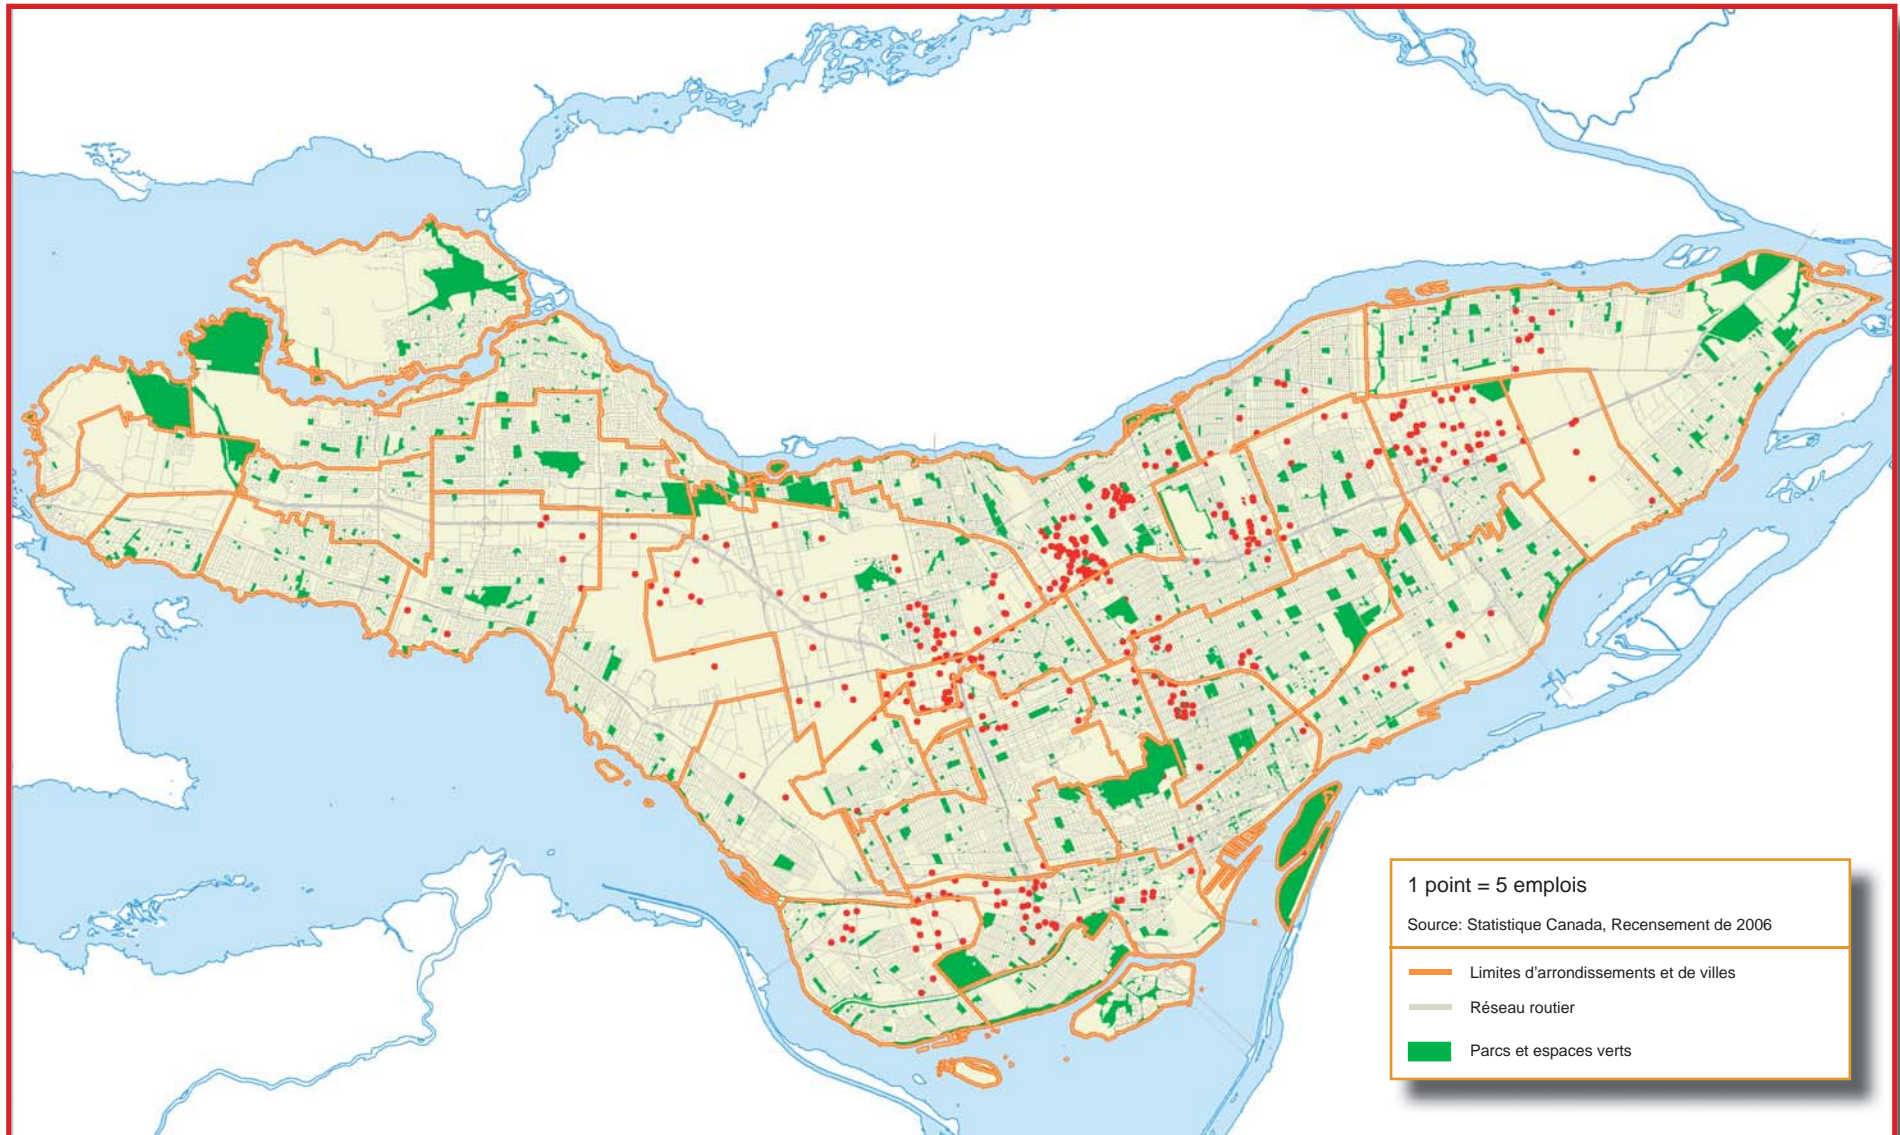 1 point = 5 emplois
Source: Statistique Canada, Recensement de 2006
Limites d'arrondissements et de villes
Réseau routier
Parcs et espaces verts